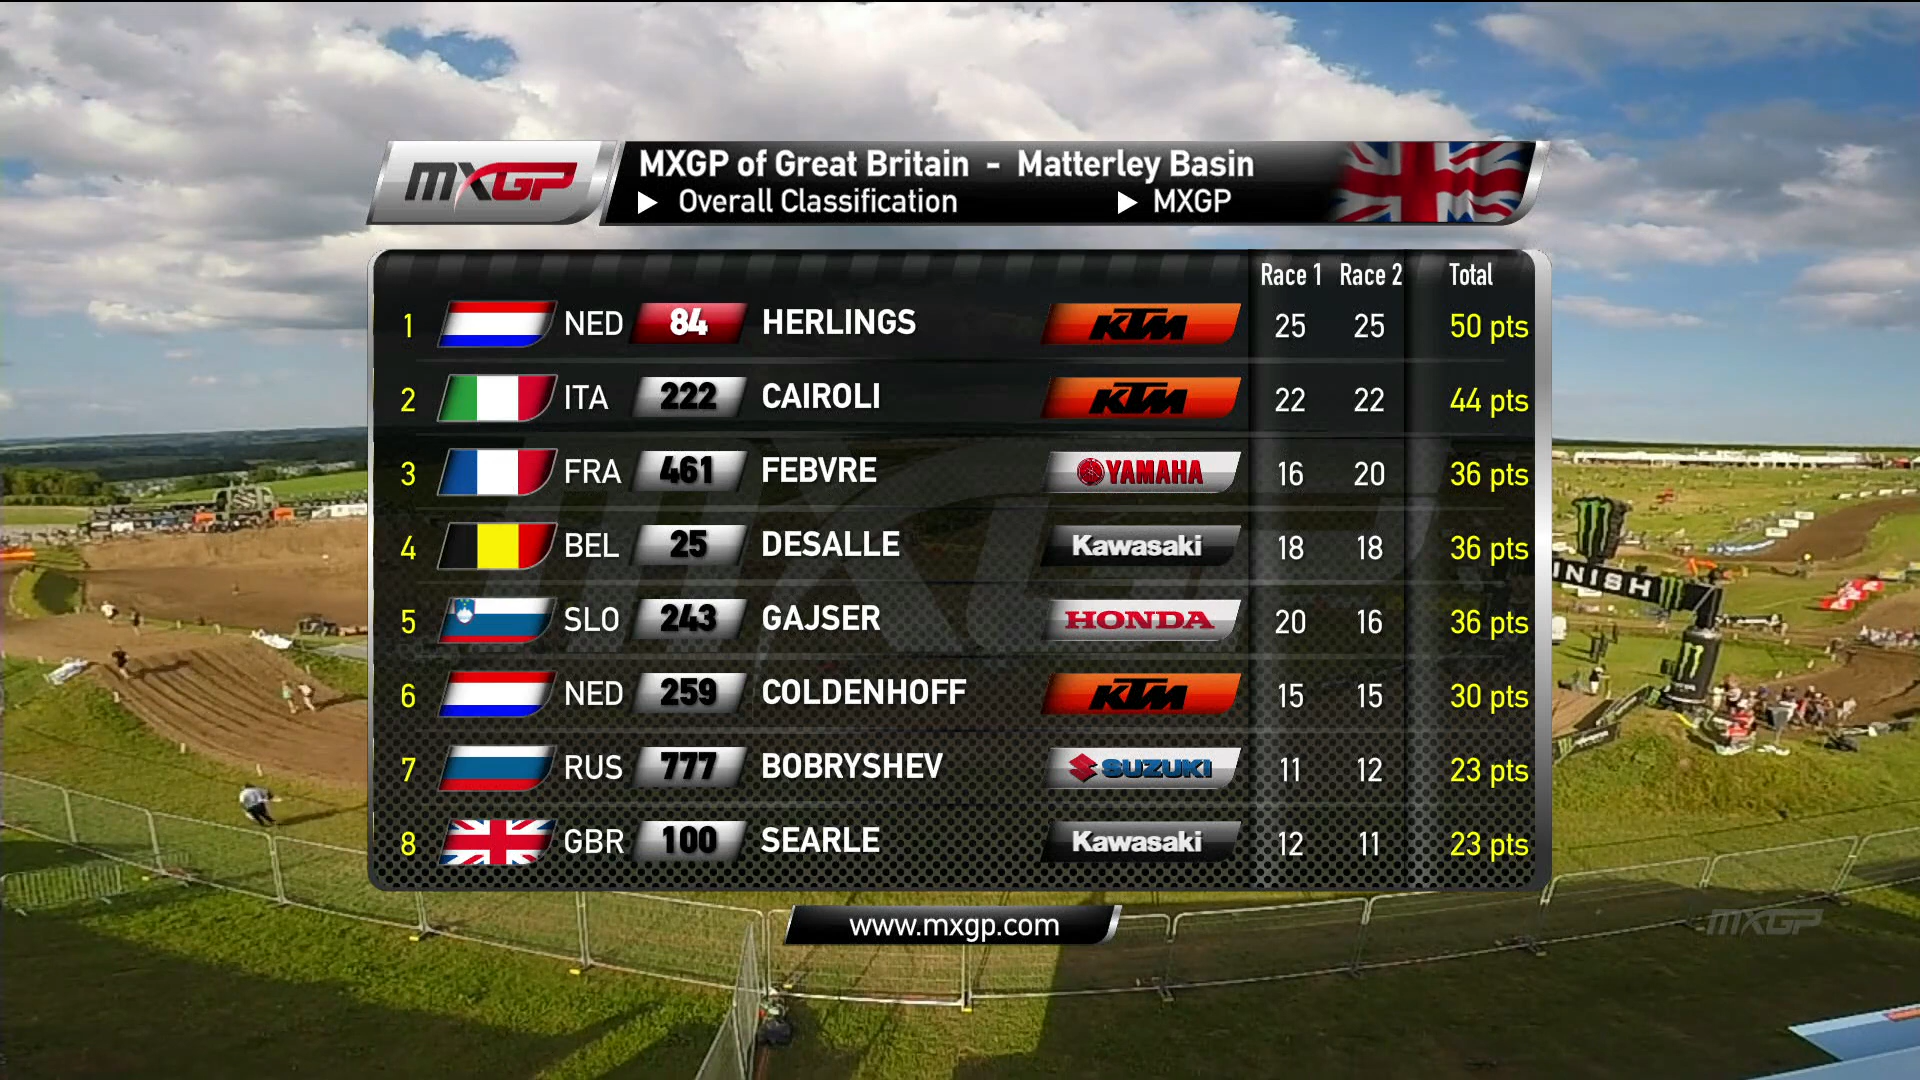 MXGP
MXGP of Great Britain - Matterley Basin
Overall Classification MXGP
Race 1 Race 2 Total
1 NED 84 HERLINGS KTM 25 25 50 pts
2 ITA 222 CAIROLI KTM 22 22 44 pts
3 FRA 461 FEBVRE YAMAHA 16 20 36 pts
4 BEL 25 DESALLE Kawasaki 18 18 36 pts
5 SLO 243 GAJSER HONDA 20 16 36 pts
6 NED 259 COLDENHOFF KTM 15 15 30 pts
7 RUS 777 BOBRYSHEV SUZUKI 11 12 23 pts
8 GBR 100 SEARLE Kawasaki 12 11 23 pts
INISH
www.mxgp.com
MXGP